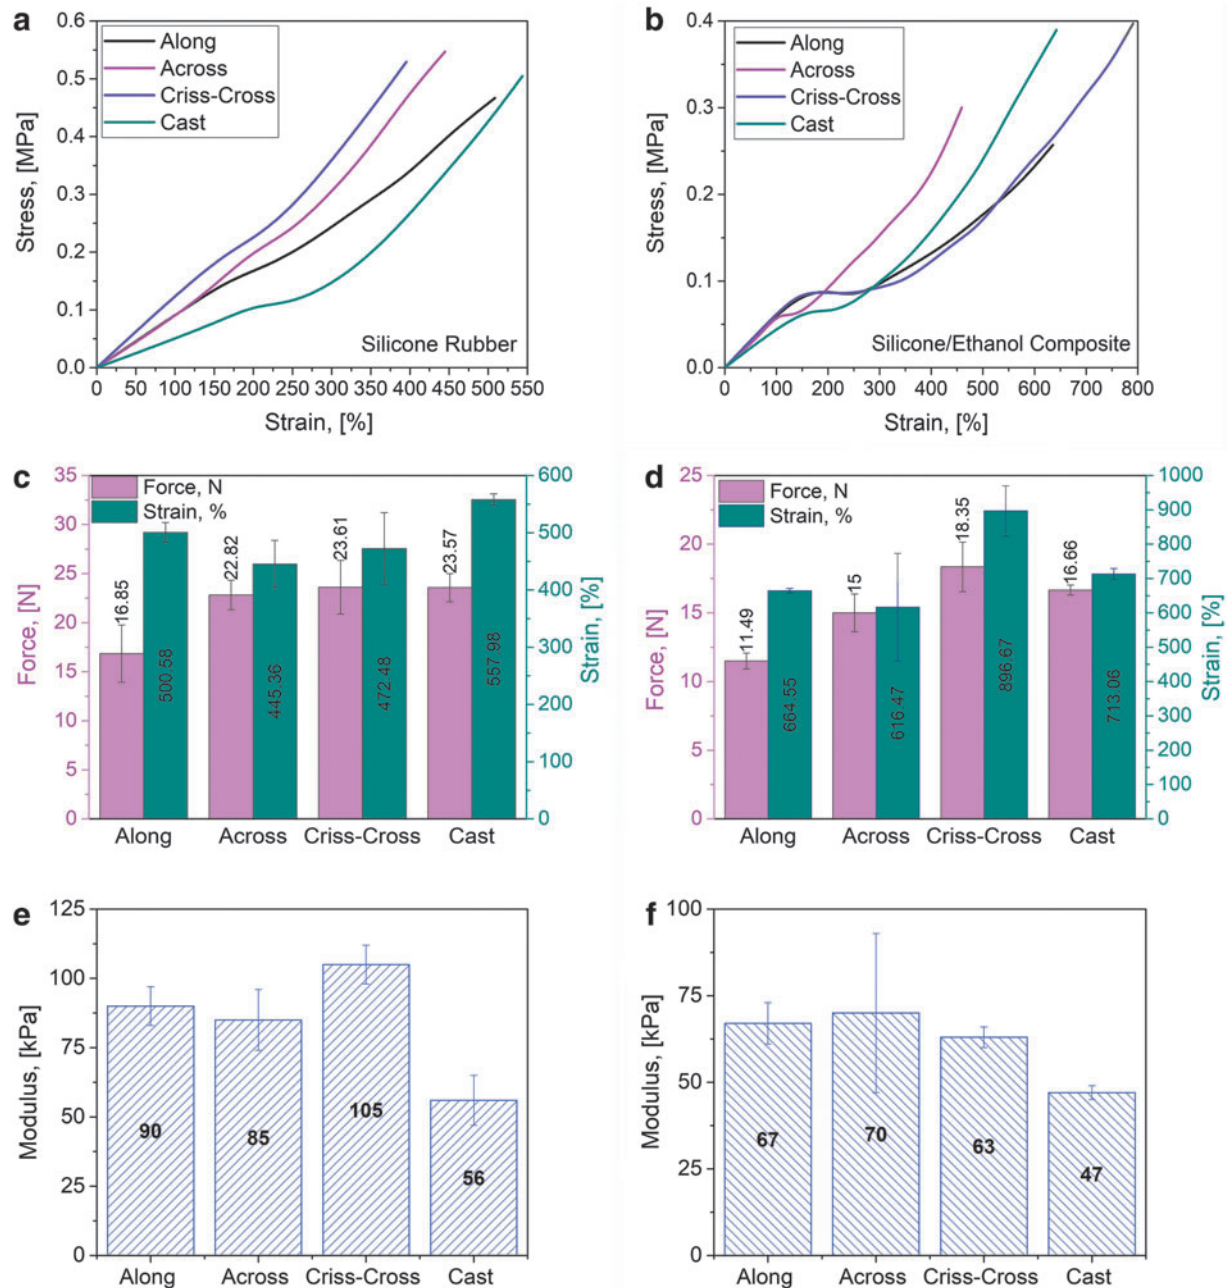 a
0.6
0.5
0.4
0.3
0.2
0.1
0.0
Stress, [MPa]
Along
Across
Criss-Cross
Cast
Silicone Rubber
0 50 100 150 200 250 300 350 400 450 500 550
Strain, [%]
b
0.4
0.3
0.2
0.1
0.0
Stress, [MPa]
Along
Across
Criss-Cross
Cast
Silicone/Ethanol Composite
0 100 200 300 400 500 600 700 800
Strain, [%]
c
35
30
25
20
15
10
5
0
Force, [N]
Force, N
Strain, %
16.85
500.58
22.82
445.36
23.61
472.48
23.57
557.98
600
500
400
300
200
100
0
Strain, [%]
Along Across Criss-Cross Cast
d
25
20
15
10
5
0
Force, [N]
Force, N
Strain, %
11.49
664.55
15
616.47
18.35
896.67
16.66
713.06
1000
900
800
700
600
500
400
300
200
100
0
Strain, [%]
Along Across Criss-Cross Cast
e
125
100
75
50
25
0
Modulus, [kPa]
90
85
105
56
Along Across Criss-Cross Cast
f
100
75
50
25
0
Modulus, [kPa]
67
70
63
47
Along Across Criss-Cross Cast